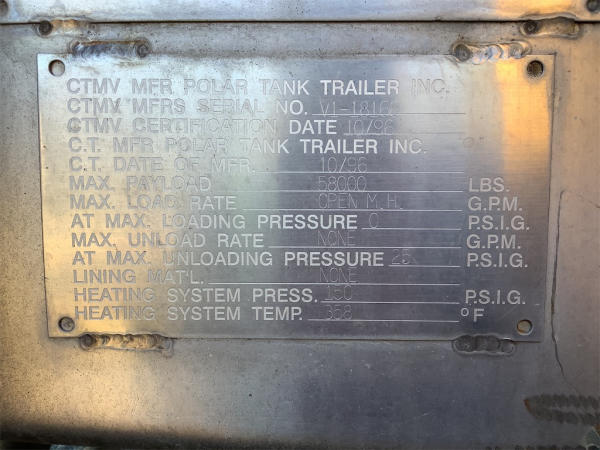 CTMV MFR POLAR TANK TRAILER INC.
CTMV MFRS SERIAL NO.
CTMV CERTIFICATION DATE 10/96
C.T. MFR POLAR TANK TRAILER INC.
C.T. DATE OF MFR. 10/96
MAX. PAYLOAD 58000 LBS.
MAX. LOAD RATE OPEN M.H. G.P.M.
AT MAX. LOADING PRESSURE 0 P.S.I.G.
MAX. UNLOAD RATE NONE G.P.M.
AT MAX. UNLOADING PRESSURE 25 P.S.I.G.
LINING MAT'L. NONE
HEATING SYSTEM PRESS. 150 P.S.I.G.
HEATING SYSTEM TEMP. 358 °F